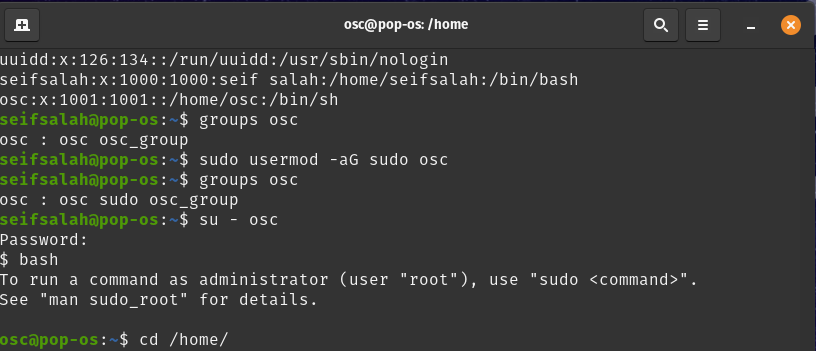 osc@pop-os: /home
uuidd:x:126:134::/run/uuidd:/usr/sbin/nologin
seifsalah:x:1000:1000:seif salah:/home/seifsalah:/bin/bash
osc:x:1001:1001::/home/osc:/bin/sh
seifsalah@pop-os:~$ groups osc
osc : osc osc_group
seifsalah@pop-os:~$ sudo usermod -aG sudo osc
seifsalah@pop-os:~$ groups osc
osc : osc sudo osc_group
seifsalah@pop-os:~$ su - osc
Password:
$ bash
To run a command as administrator (user "root"), use "sudo <command>".
See "man sudo_root" for details.
osc@pop-os:~$ cd /home/